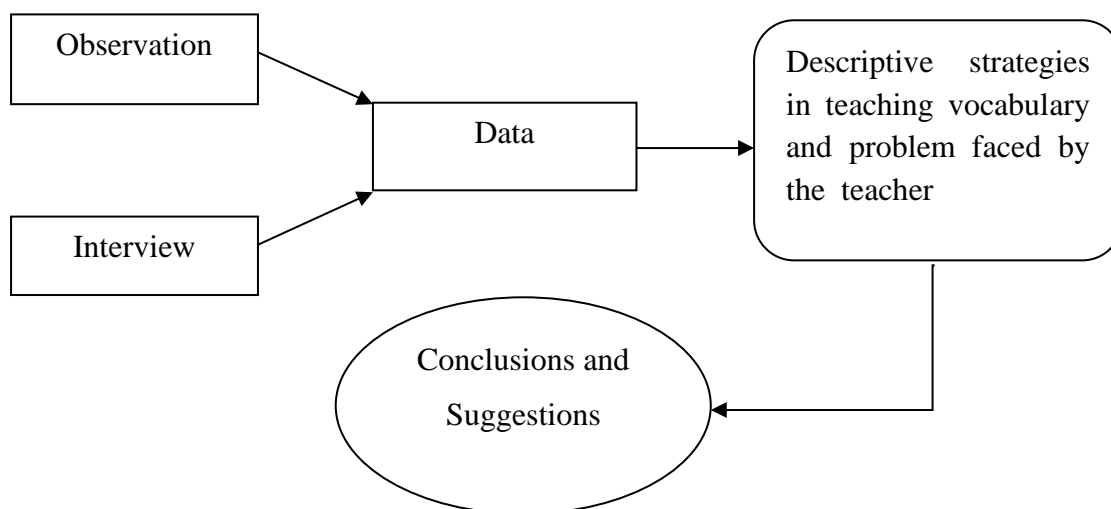 Observation
Interview
Data
Descriptive strategies
in teaching vocabulary
and problem faced by
the teacher
Conclusions and
Suggestions